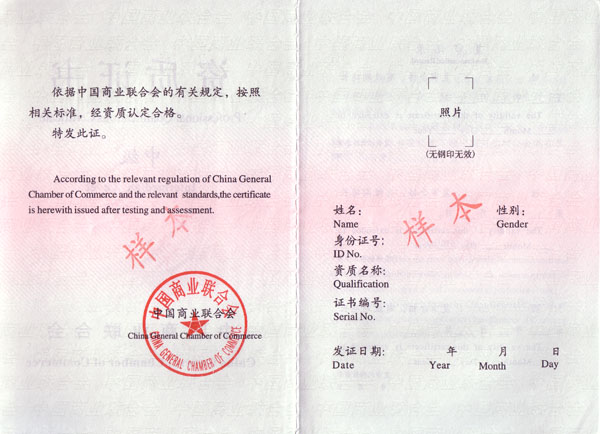 依据中国商业联合会的有关规定，按照
相关标准，经资质认定合格。
特发此证。
According to the relevant regulation of China General
Chamber of Commerce and the relevant standards,the certificate
is herewith issued after testing and assessment.
样本
中国商业联合会
中国商业联合会
China General Chamber of Commerce
CHINA GENERAL CHAMBER OF COMMERCE
照片
(无钢印无效)
样本
姓名：
性别：
Name
Gender
身份证号：
ID No.
资质名称：
Qualification
证书编号：
Serial No.
发证日期： 年 月 日
Date Year Month Day